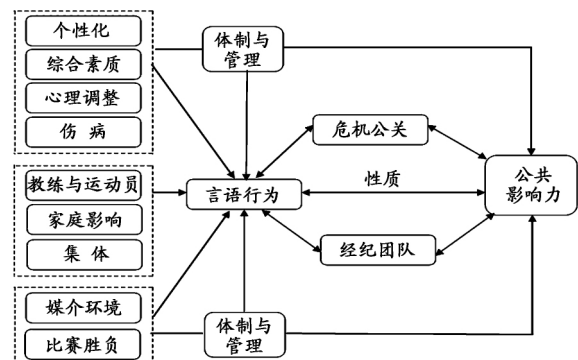 个性化
综合素质
心理调整
伤 病
体制与
管理
危机公关
教练与运动员
家庭影响
集 体
言语行为
性质
公共
影响力
经纪团队
媒介环境
比赛胜负
体制与
管理